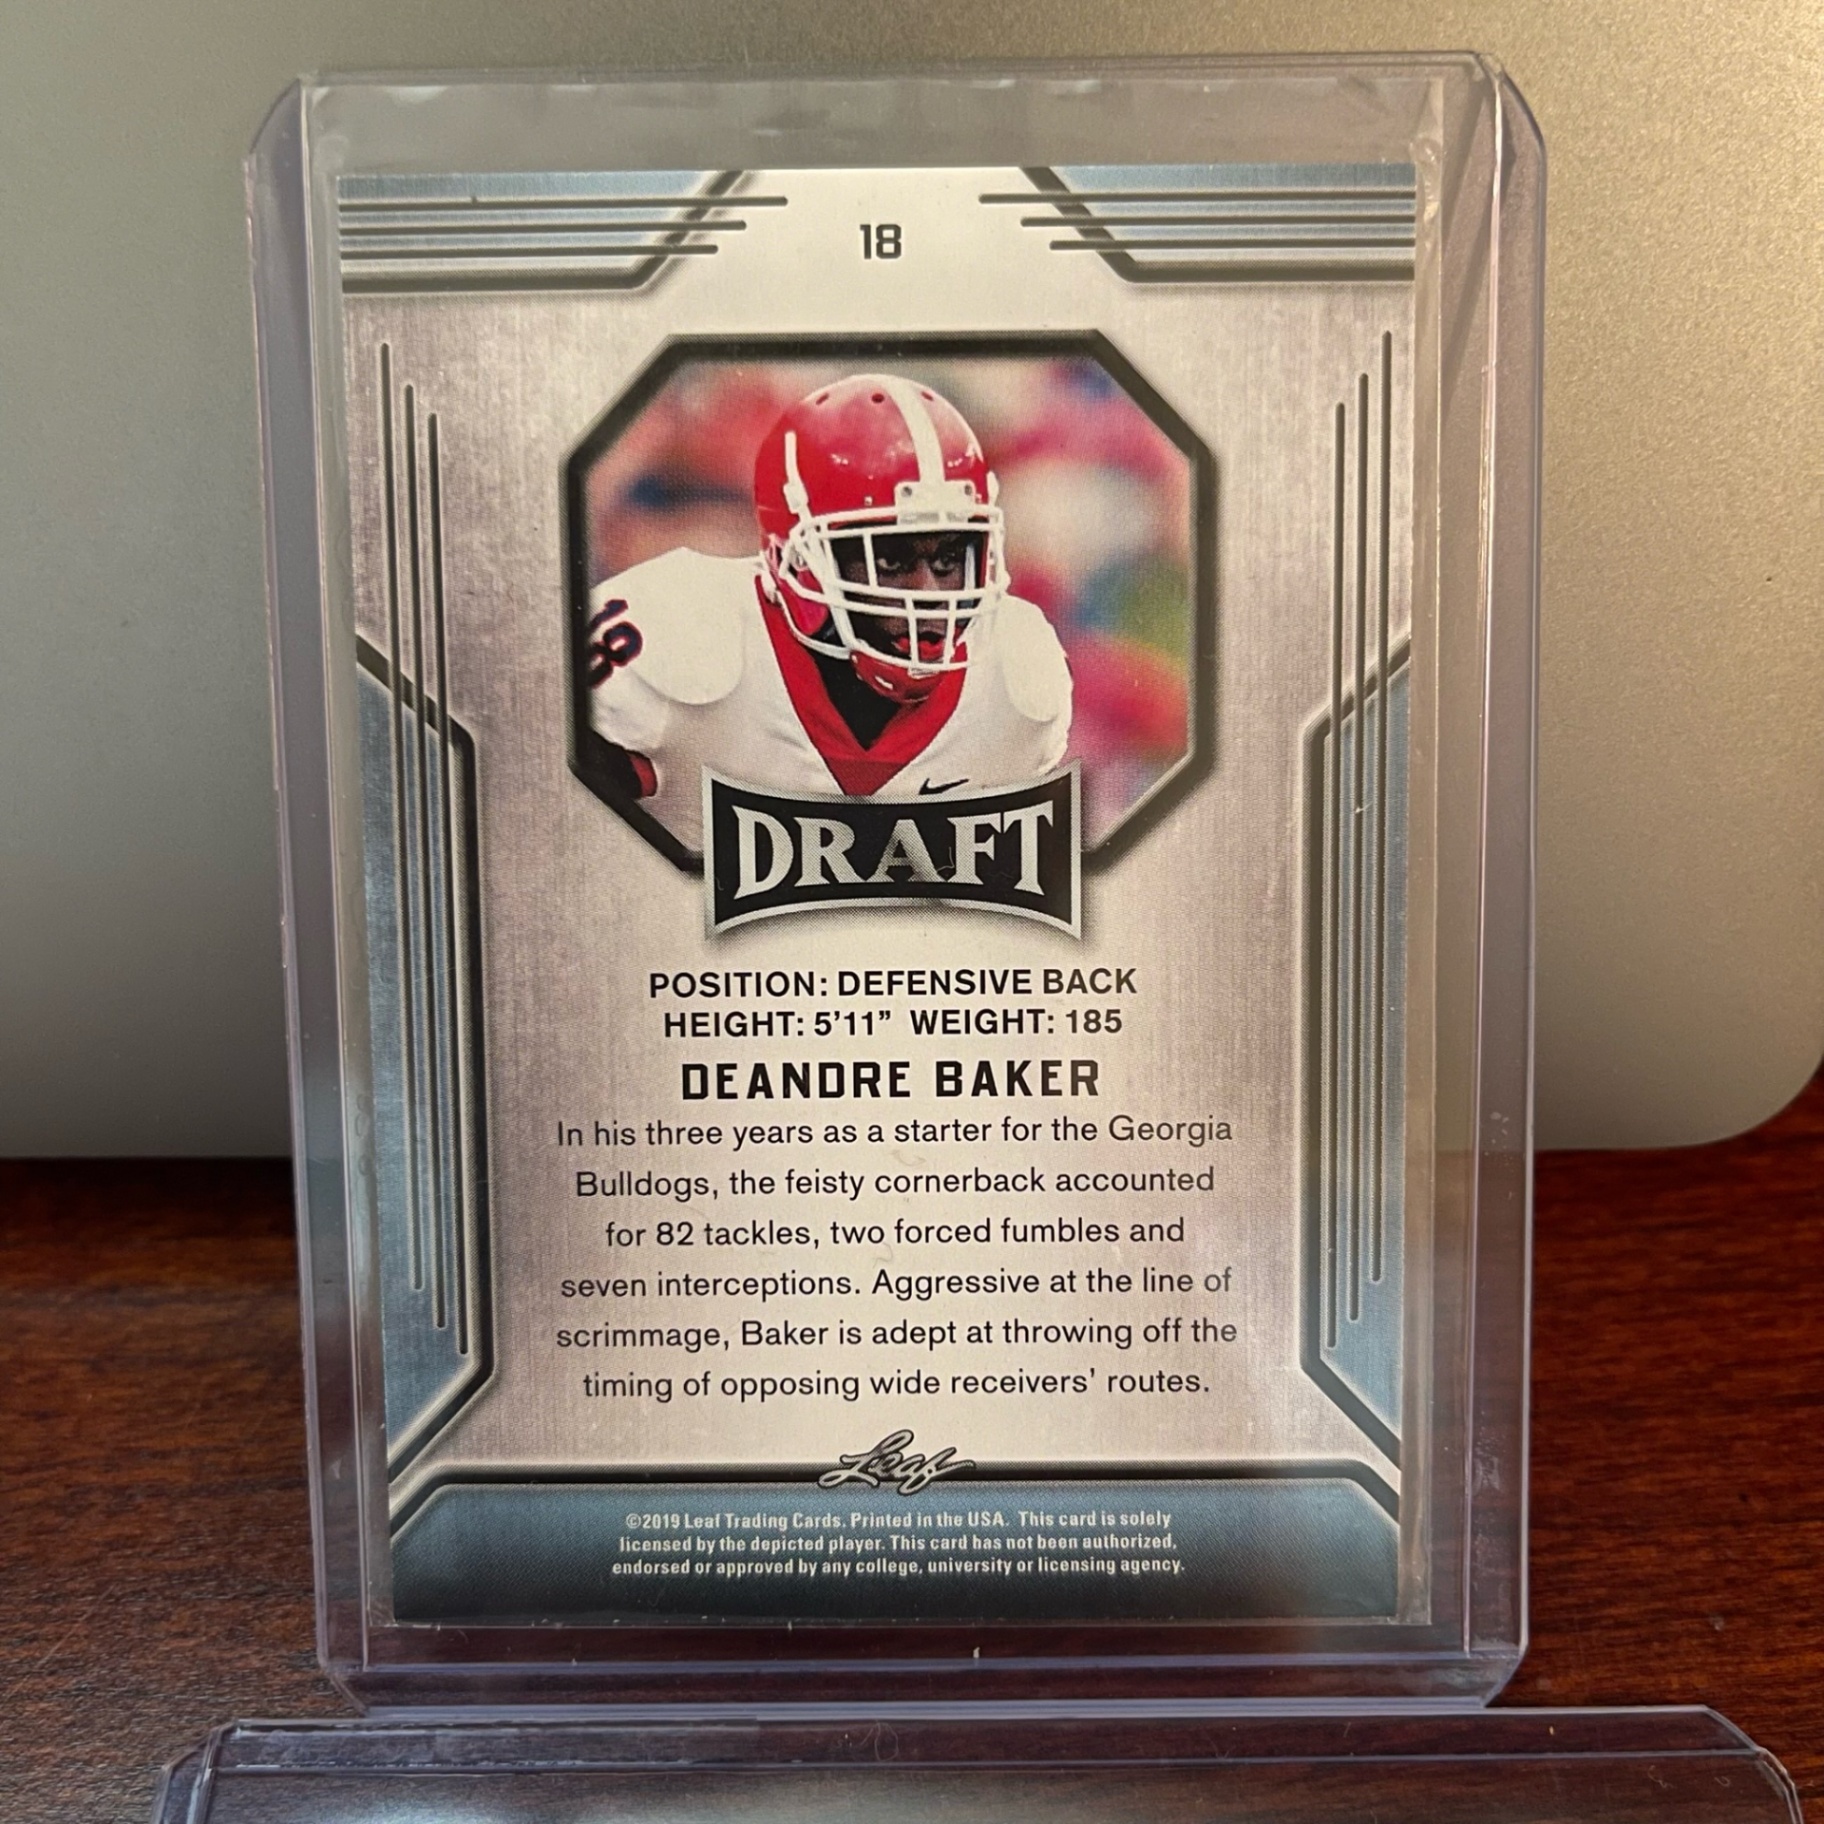 18
18
DRAFT
POSITION: DEFENSIVE BACK
HEIGHT: 5'11” WEIGHT: 185
DEANDRE BAKER
In his three years as a starter for the Georgia
Bulldogs, the feisty cornerback accounted
for 82 tackles, two forced fumbles and
seven interceptions. Aggressive at the line of
scrimmage, Baker is adept at throwing off the
timing of opposing wide receivers’ routes.
Leaf
©2019 Leaf Trading Cards. Printed in the USA. This card is solely
licensed by the depicted player. This card has not been authorized,
endorsed or approved by any college, university or licensing agency.